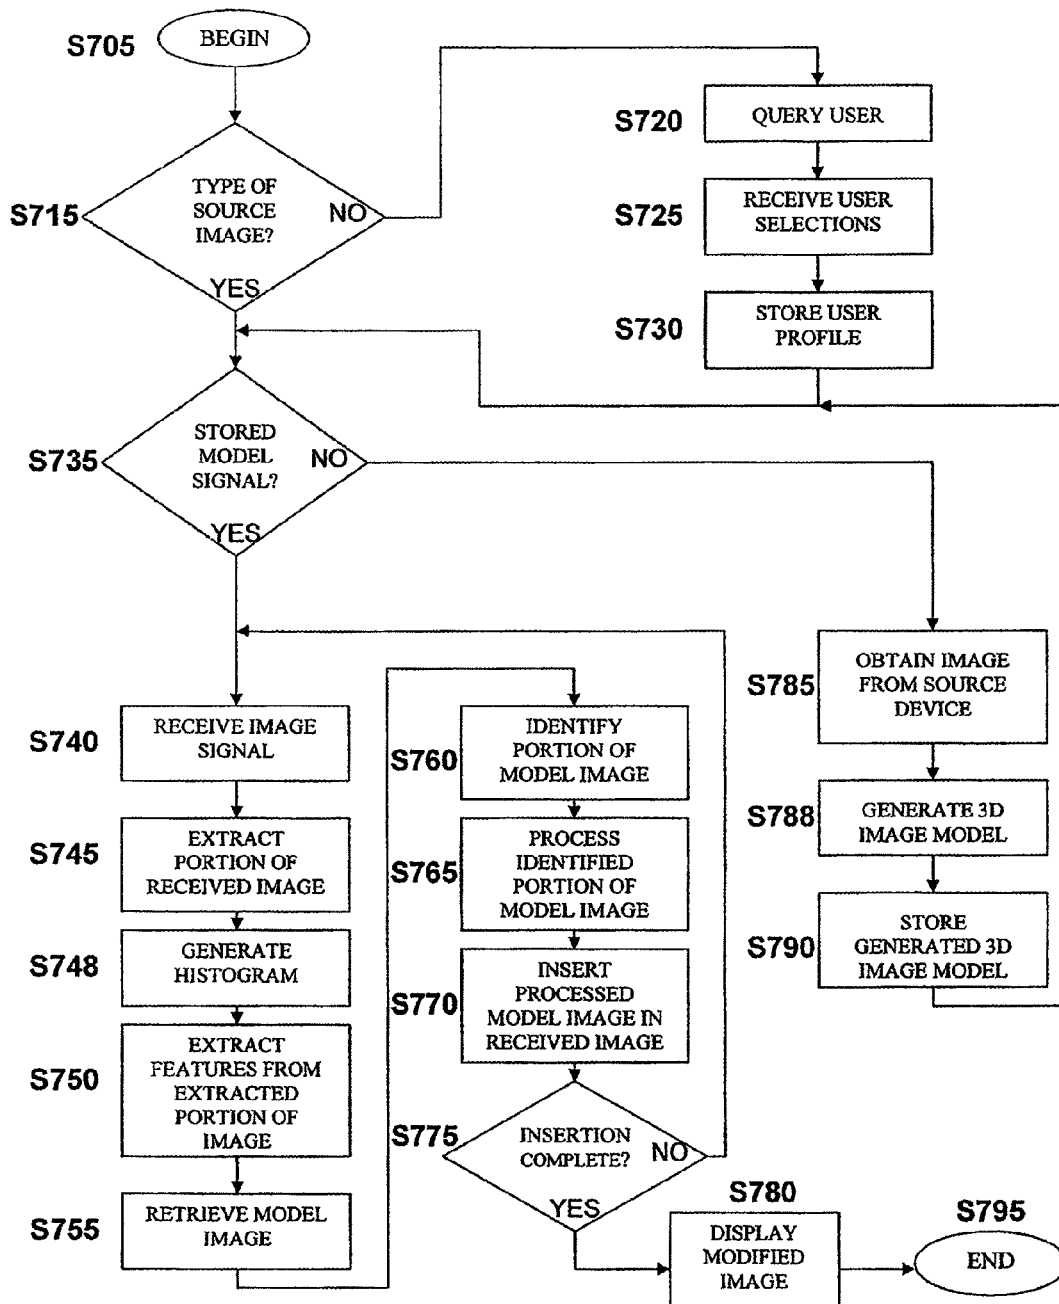 S705
BEGIN
S715
TYPE OF
SOURCE
IMAGE?
NO
YES
S720
QUERY USER
S725
RECEIVE USER
SELECTIONS
S730
STORE USER
PROFILE
S735
STORED
MODEL
SIGNAL?
NO
YES
S740
RECEIVE IMAGE
SIGNAL
S745
EXTRACT
PORTION OF
RECEIVED IMAGE
S748
GENERATE
HISTOGRAM
S750
EXTRACT
FEATURES FROM
EXTRACTED
PORTION OF
IMAGE
S755
RETRIEVE MODEL
IMAGE
S760
IDENTIFY
PORTION OF
MODEL IMAGE
S765
PROCESS
IDENTIFIED
PORTION OF
MODEL IMAGE
S770
INSERT
PROCESSED
MODEL IMAGE IN
RECEIVED IMAGE
S775
INSERTION
COMPLETE?
NO
YES
S780
DISPLAY
MODIFIED
IMAGE
S785
OBTAIN IMAGE
FROM SOURCE
DEVICE
S788
GENERATE 3D
IMAGE MODEL
S790
STORE
GENERATED 3D
IMAGE MODEL
S795
END